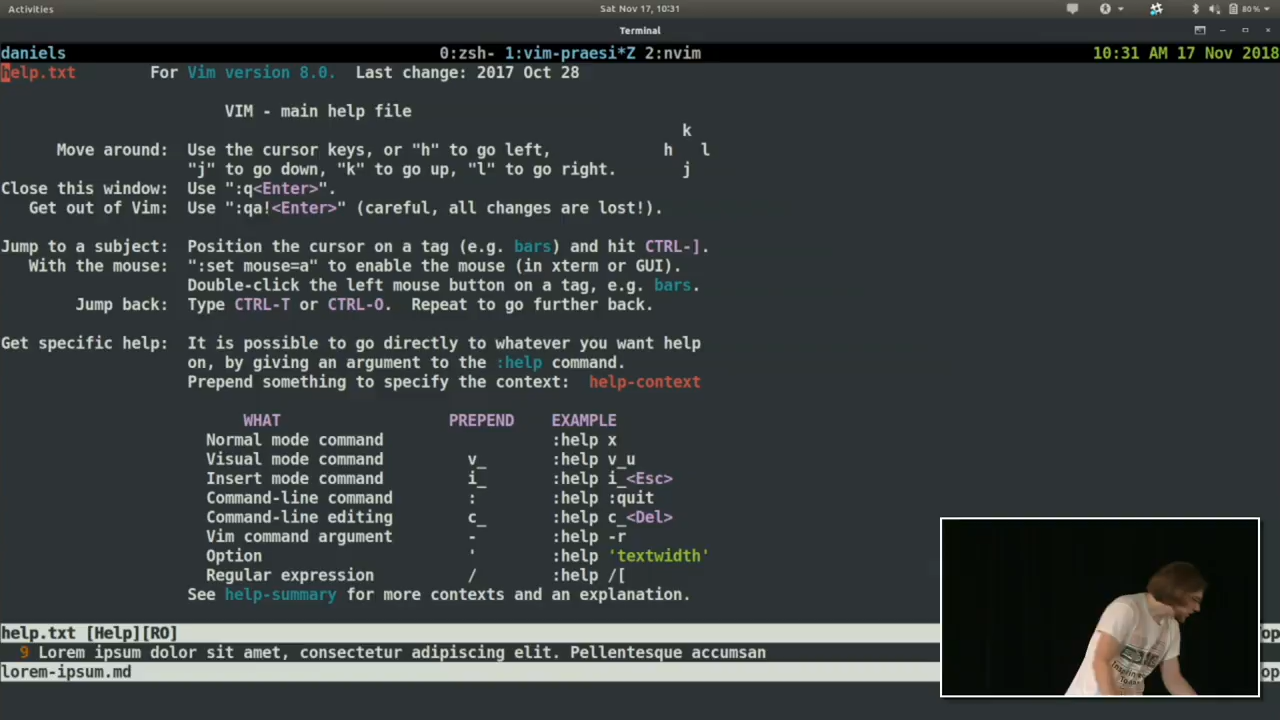 Activities
Sat Nov 17, 10:31
80 %
Terminal
daniels 0:zsh- 1:vim-praesi*Z 2:nvim 10:31 AM 17 Nov 2018
help.txt For Vim version 8.0. Last change: 2017 Oct 28
VIM - main help file
k
Move around: Use the cursor keys, or "h" to go left, h l
"j" to go down, "k" to go up, "l" to go right. j
Close this window: Use ":q<Enter>".
Get out of Vim: Use ":qa!<Enter>" (careful, all changes are lost!).
Jump to a subject: Position the cursor on a tag (e.g. bars) and hit CTRL-].
With the mouse: ":set mouse=a" to enable the mouse (in xterm or GUI).
Double-click the left mouse button on a tag, e.g. bars.
Jump back: Type CTRL-T or CTRL-O. Repeat to go further back.
Get specific help: It is possible to go directly to whatever you want help
on, by giving an argument to the :help command.
Prepend something to specify the context: help-context
WHAT PREPEND EXAMPLE
Normal mode command :help x
Visual mode command v_ :help v_u
Insert mode command i_ :help i_<Esc>
Command-line command : :help :quit
Command-line editing c_ :help c_<Del>
Vim command argument - :help -r
Option ' :help 'textwidth'
Regular expression / :help /[
See help-summary for more contexts and an explanation.
help.txt [Help][RO] op
9 Lorem ipsum dolor sit amet, consectetur adipiscing elit. Pellentesque accumsan
lorem-ipsum.md op